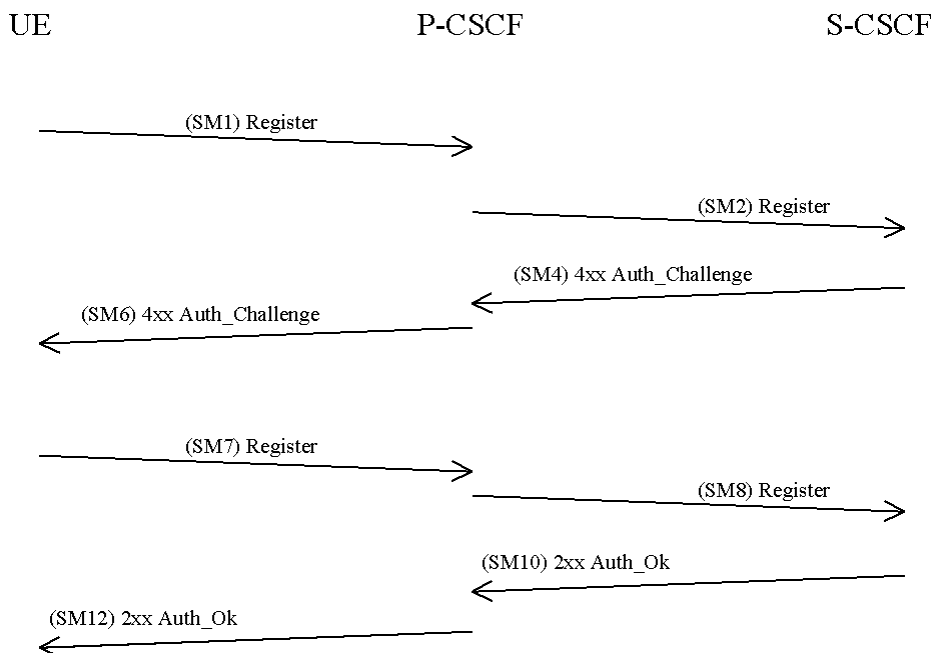 UE P-CSCF S-CSCF
(SM1) Register
(SM2) Register
(SM4) 4xx Auth_Challenge
(SM6) 4xx Auth_Challenge
(SM7) Register
(SM8) Register
(SM10) 2xx Auth_Ok
(SM12) 2xx Auth_Ok